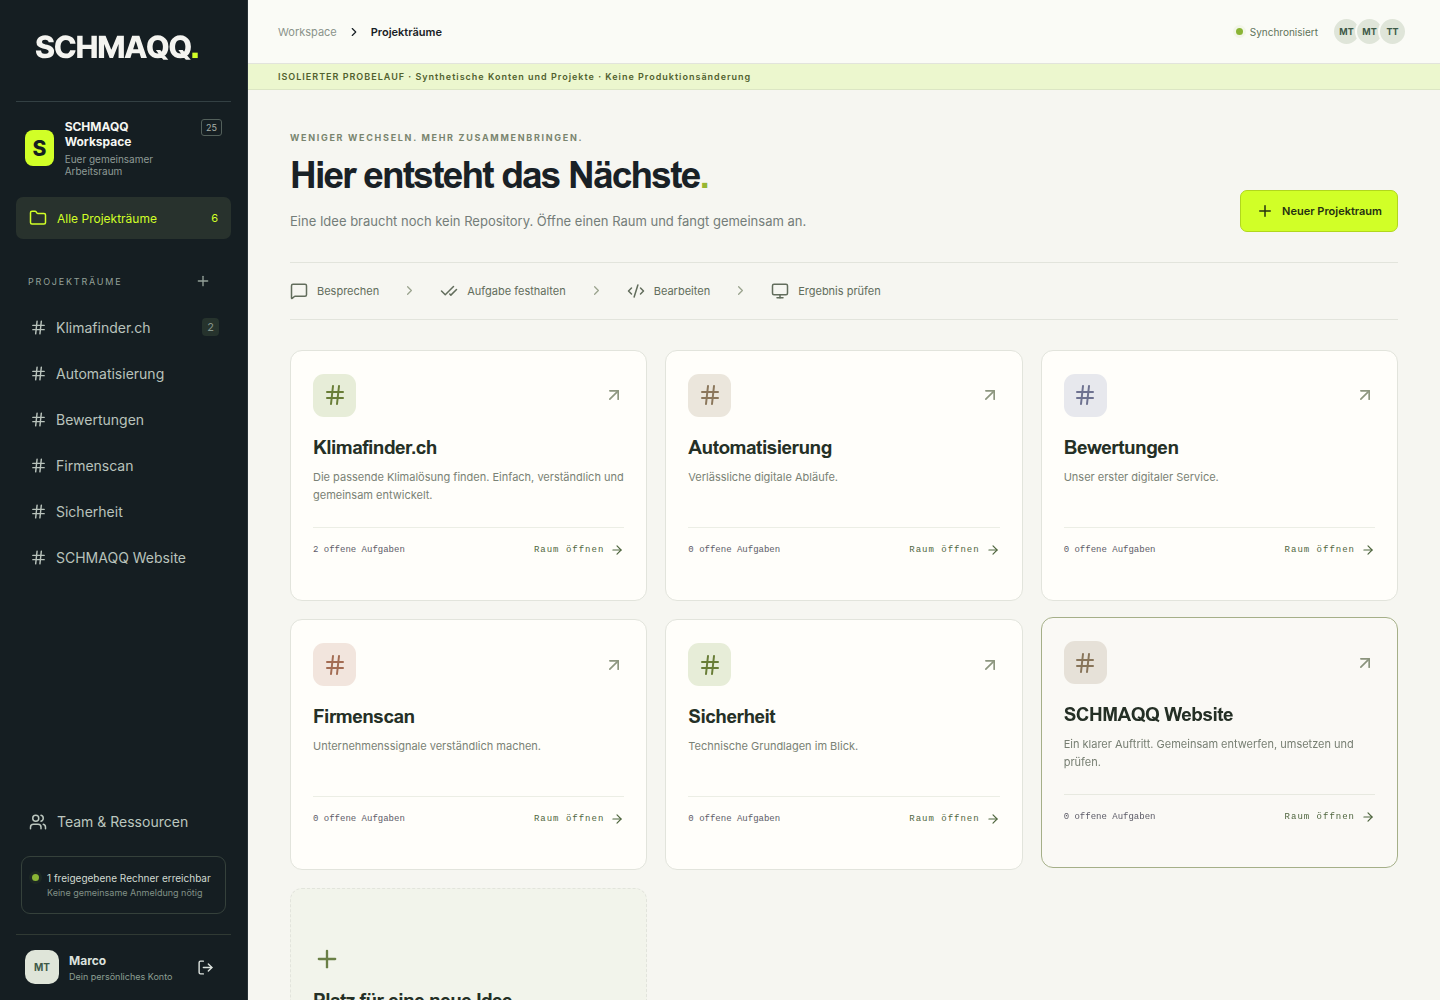 SCHMAQQ.
SCHMAQQ
Workspace
25
S
Euer gemeinsamer
Arbeitsraum
Alle Projekträume
6
PROJEKTRÄUME
Klimafinder.ch
2
Automatisierung
Bewertungen
Firmenscan
Sicherheit
SCHMAQQ Website
Team & Ressourcen
1 freigegebene Rechner erreichbar
Keine gemeinsame Anmeldung nötig
MT
Marco
Dein persönliches Konto
Workspace
Projekträume
Synchronisiert
MT
MT
TT
ISOLIERTER PROBELAUF · Synthetische Konten und Projekte · Keine Produktionsänderung
WENIGER WECHSELN. MEHR ZUSAMMENBRINGEN.
Hier entsteht das Nächste.
Eine Idee braucht noch kein Repository. Öffne einen Raum und fangt gemeinsam an.
Neuer Projektraum
Besprechen
Aufgabe festhalten
Bearbeiten
Ergebnis prüfen
Klimafinder.ch
Die passende Klimalösung finden. Einfach, verständlich und
gemeinsam entwickelt.
2 offene Aufgaben
Raum öffnen
Automatisierung
Verlässliche digitale Abläufe.
0 offene Aufgaben
Raum öffnen
Bewertungen
Unser erster digitaler Service.
0 offene Aufgaben
Raum öffnen
Firmenscan
Unternehmenssignale verständlich machen.
0 offene Aufgaben
Raum öffnen
Sicherheit
Technische Grundlagen im Blick.
0 offene Aufgaben
Raum öffnen
SCHMAQQ Website
Ein klarer Auftritt. Gemeinsam entwerfen, umsetzen und
prüfen.
0 offene Aufgaben
Raum öffnen
Platz für eine neue Idee